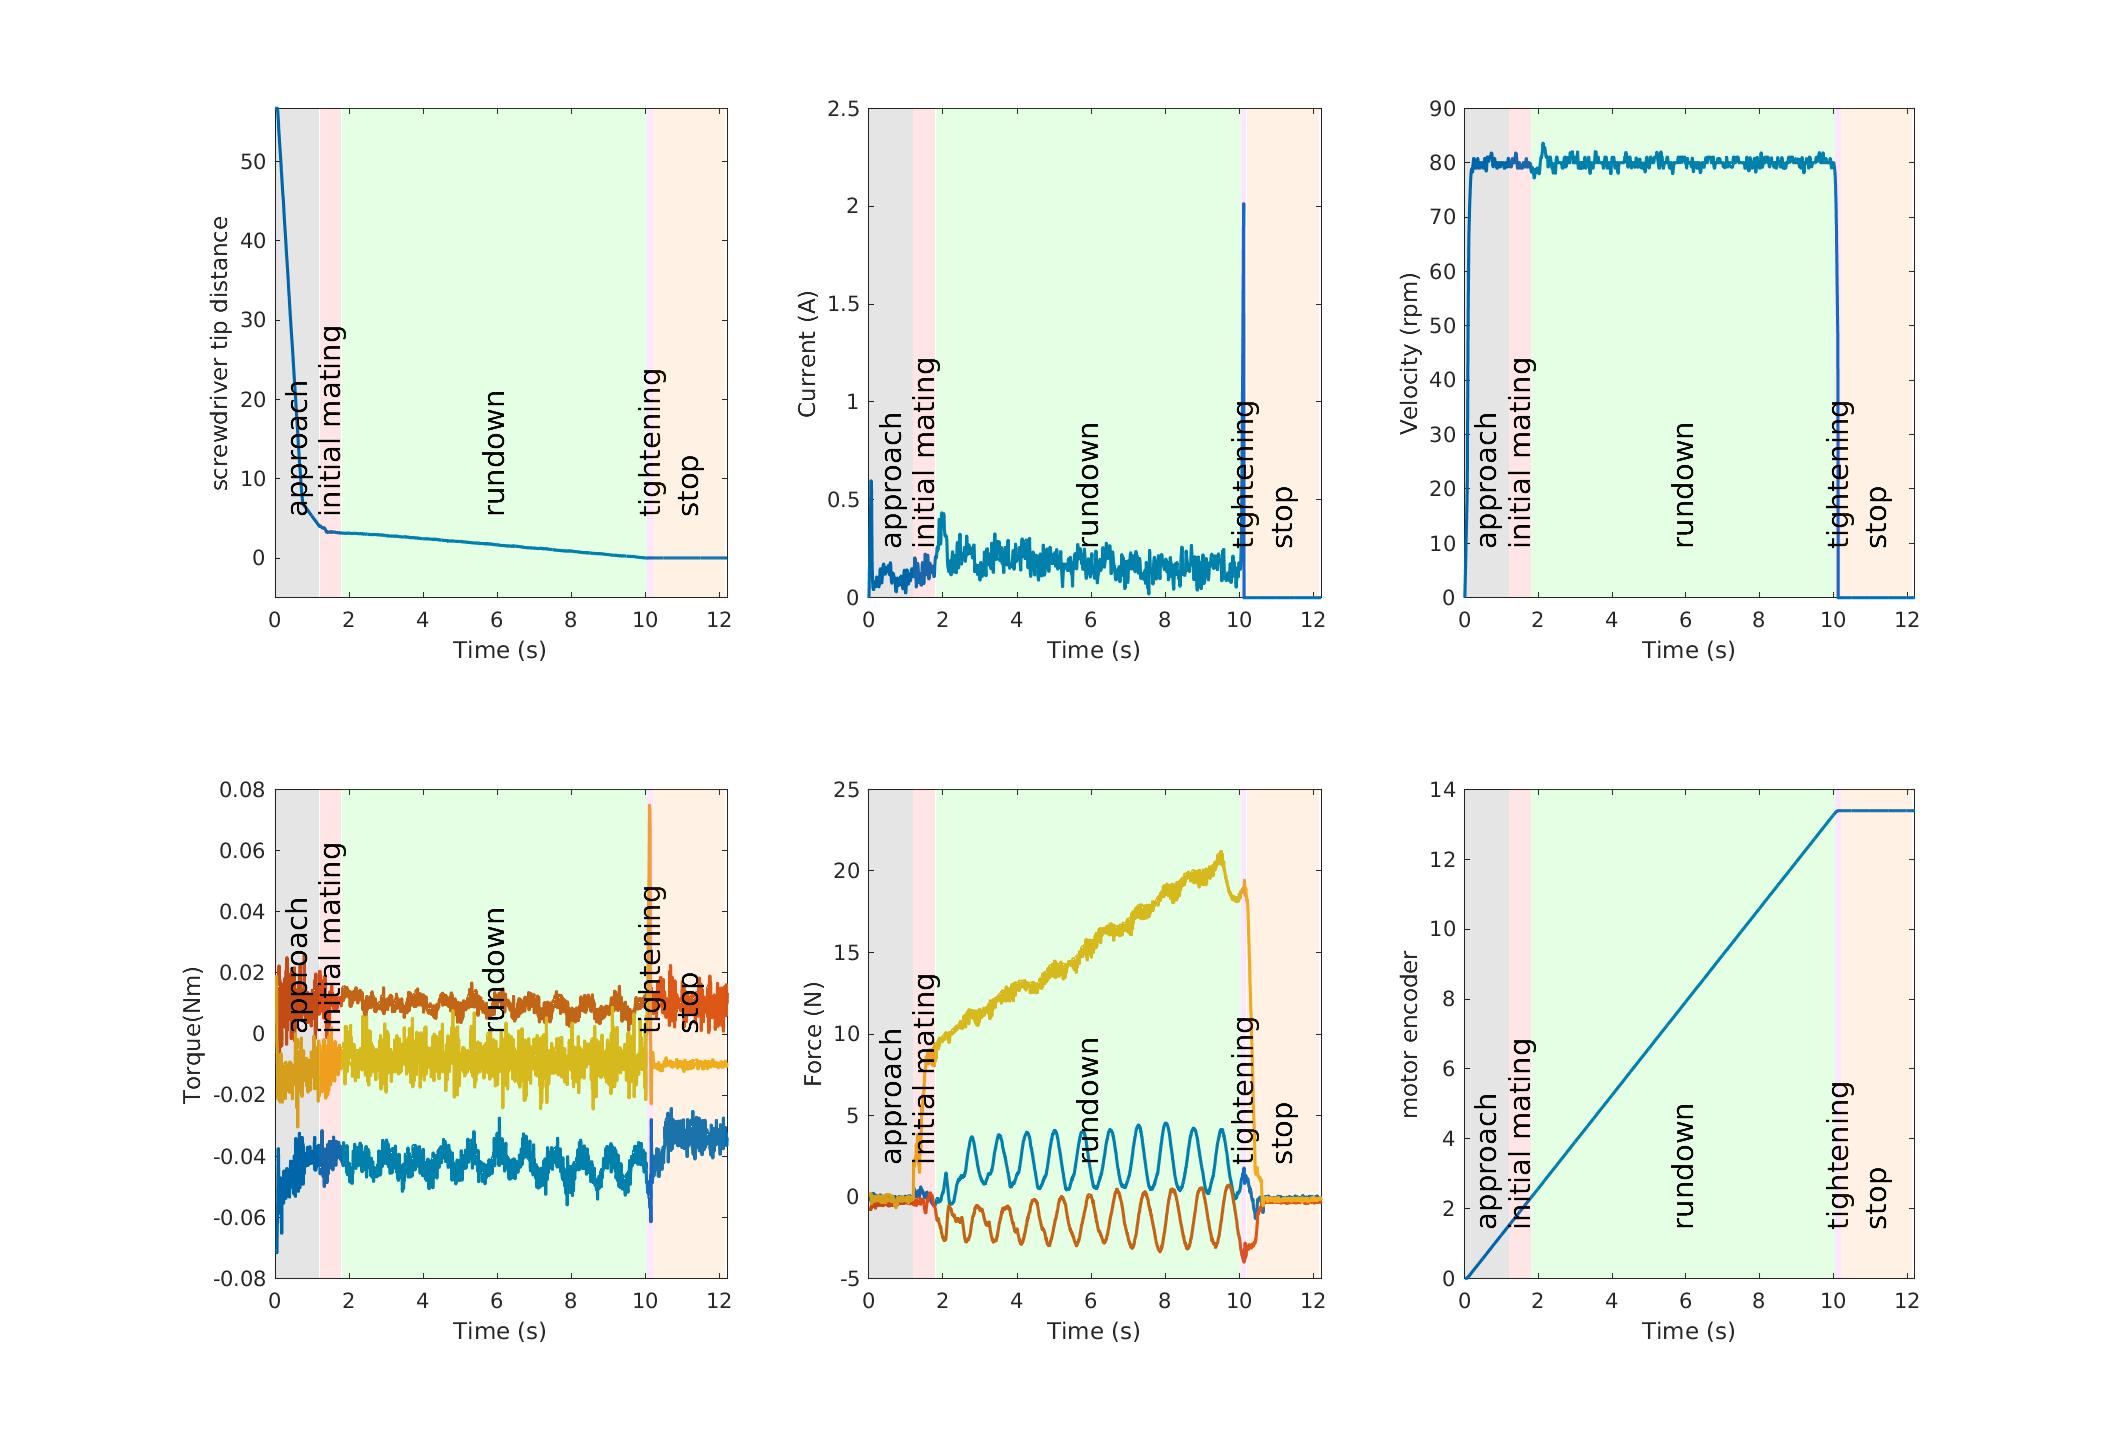 screwdriver tip distance
50
40
30
20
10
0
approach
initial mating
rundown
tightening
stop
0 2 4 6 8 10 12
Time (s)
Current (A)
2.5
2
1.5
1
0.5
0
approach
initial mating
rundown
tightening
stop
0 2 4 6 8 10 12
Time (s)
Velocity (rpm)
90
80
70
60
50
40
30
20
10
0
approach
initial mating
rundown
tightening
stop
0 2 4 6 8 10 12
Time (s)
Torque(Nm)
0.08
0.06
0.04
0.02
0
-0.02
-0.04
-0.06
-0.08
approach
initial mating
rundown
tightening
stop
0 2 4 6 8 10 12
Time (s)
Force (N)
25
20
15
10
5
0
-5
approach
initial mating
rundown
tightening
stop
0 2 4 6 8 10 12
Time (s)
motor encoder
14
12
10
8
6
4
2
0
approach
initial mating
rundown
tightening
stop
0 2 4 6 8 10 12
Time (s)